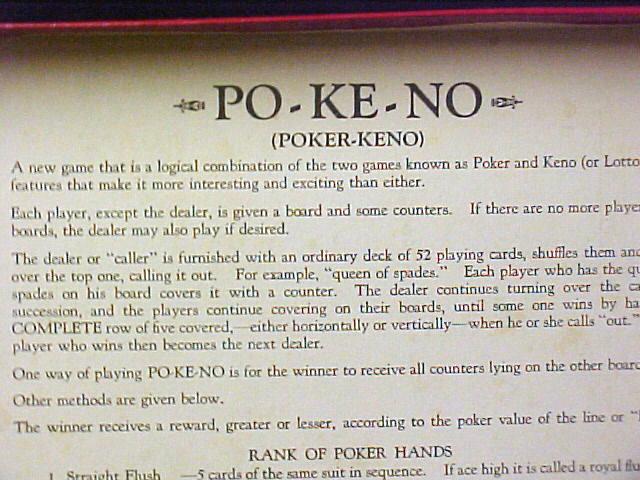 PO-KE-NO
(POKER-KENO)
A new game that is a logical combination of the two games known as Poker and Keno (or Lotto
features that make it more interesting and exciting than either.
Each player, except the dealer, is given a board and some counters. If there are no more
boards, the dealer may also play if desired.
The dealer or "caller" is furnished with an ordinary deck of 52 playing cards, shuffles them
over the top one, calling it out. For example, "queen of spades." Each player who has the
spades on his board covers it with a counter. The dealer continues turning over the
succession, and the players continue covering on their boards, until some one wins by
COMPLETE row of five covered,—either horizontally or vertically—when he or she calls "out."
player who wins then becomes the next dealer.
One way of playing PO-KE-NO is for the winner to receive all counters lying on the other
Other methods are given below.
The winner receives a reward, greater or lesser, according to the poker value of the line or
RANK OF POKER HANDS
1. Straight Flush —5 cards of the same suit in sequence. If ace high it is called a royal